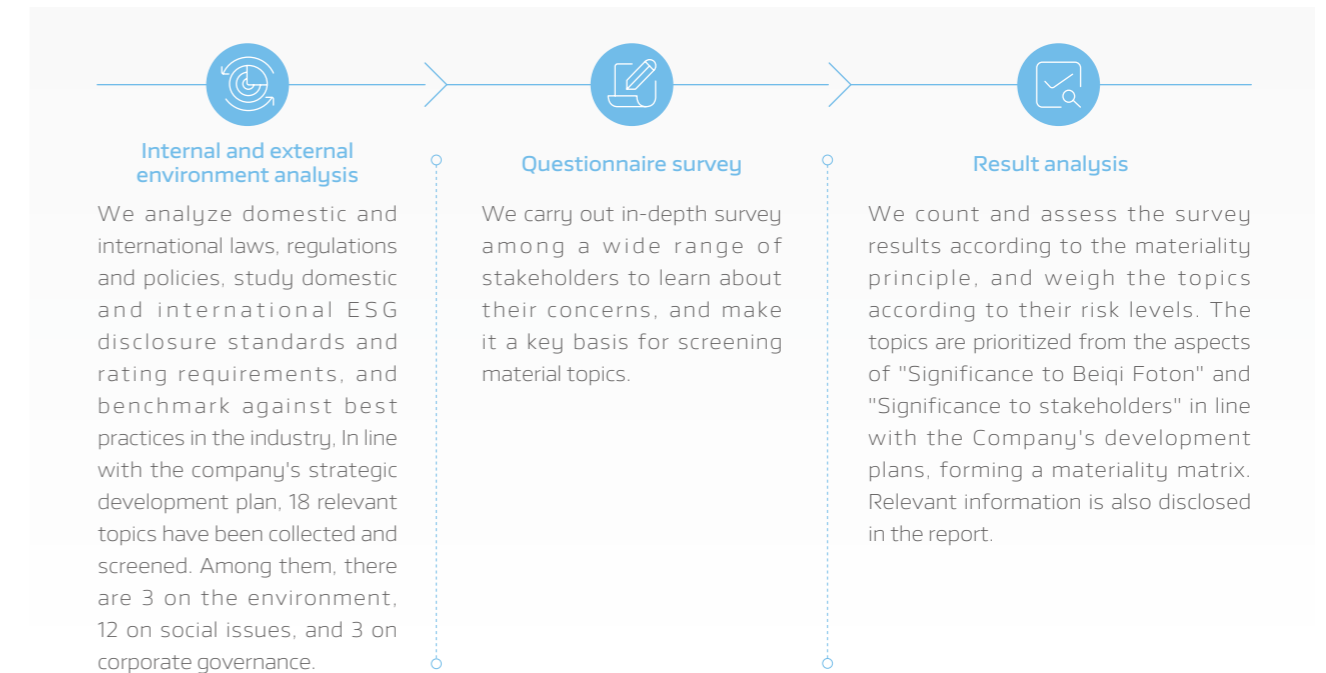 Internal and external
environment analysis
We analyze domestic and
international laws, regulations
and policies, study domestic
and international ESG
disclosure standards and
rating requirements, and
benchmark against best
practices in the industry, In line
with the company's strategic
development plan, 18 relevant
topics have been collected and
screened. Among them, there
are 3 on the environment,
12 on social issues, and 3 on
corporate governance.
Questionnaire survey
We carry out in-depth survey
among a wide range of
stakeholders to learn about
their concerns, and make
it a key basis for screening
material topics.
Result analysis
We count and assess the survey
results according to the materiality
principle, and weigh the topics
according to their risk levels. The
topics are prioritized from the aspects
of "Significance to Beiqi Foton" and
"Significance to stakeholders" in line
with the Company's development
plans, forming a materiality matrix.
Relevant information is also disclosed
in the report.